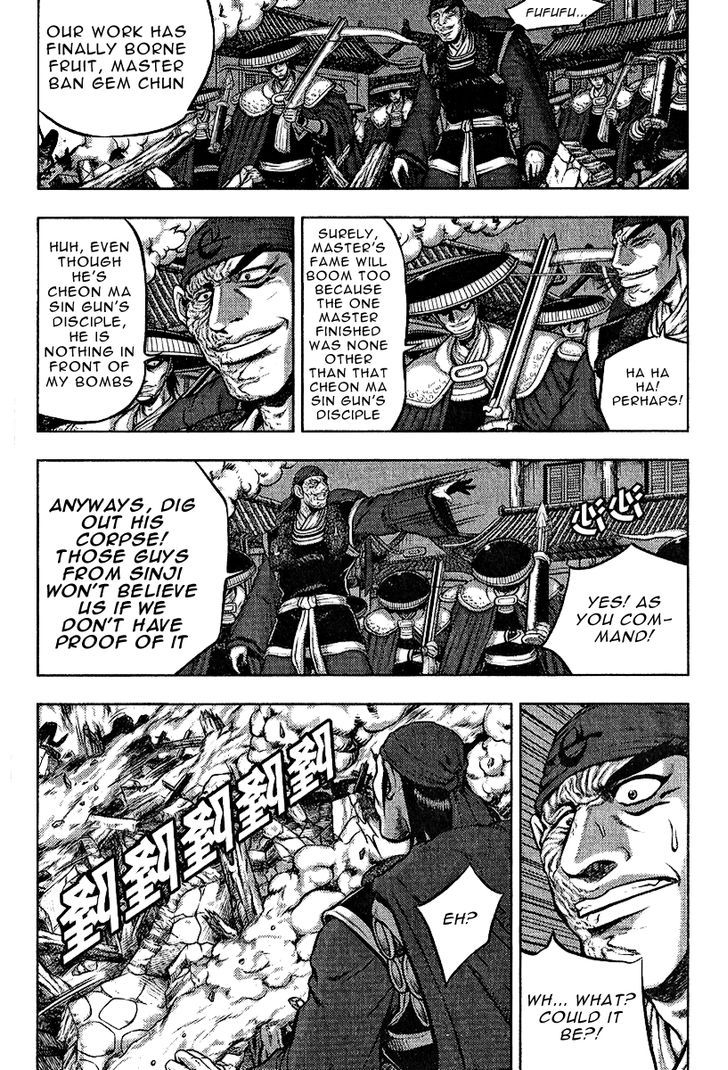 OUR WORK HAS
FINALLY BORNE
FRUIT, MASTER
BAN GEM CHUN
FUFUFU...
HUH, EVEN
THOUGH
HE'S
CHEON MA
SIN GUN'S
DISCIPLE,
HE IS
NOTHING IN
FRONT OF
MY BOMBS
SURELY,
MASTER'S
FAME WILL
BOOM TOO
BECAUSE
THE ONE
MASTER
FINISHED
WAS NONE
OTHER
THAN THAT
CHEON MA
SIN GUN'S
DISCIPLE
HA HA
HA!
PERHAPS!
ANYWAYS, DIG
OUT HIS
CORPSE!
THOSE GUYS
FROM SINJI
WON'T BELIEVE
US IF WE
DON'T HAVE
PROOF OF IT
YES! AS
YOU COM-
MAND!
EH?
WH... WHAT?
COULD IT
BE?!